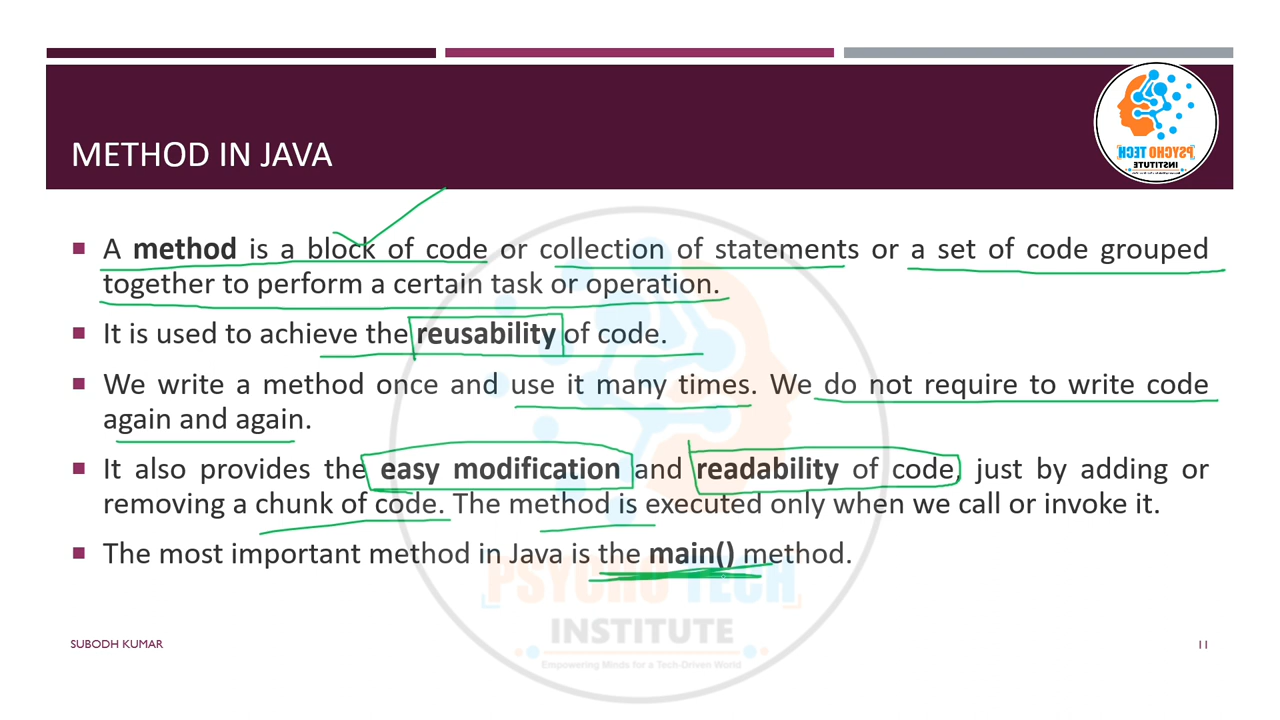 METHOD IN JAVA
PSYCHO TECH
INSTITUTE
A method is a block of code or collection of statements or a set of code grouped
together to perform a certain task or operation.
It is used to achieve the reusability of code.
We write a method once and use it many times. We do not require to write code
again and again.
It also provides the easy modification and readability of code, just by adding or
removing a chunk of code. The method is executed only when we call or invoke it.
The most important method in Java is the main() method.
PSYCHO TECH
INSTITUTE
Empowering Minds for a Tech-Driven World
SUBODH KUMAR
11